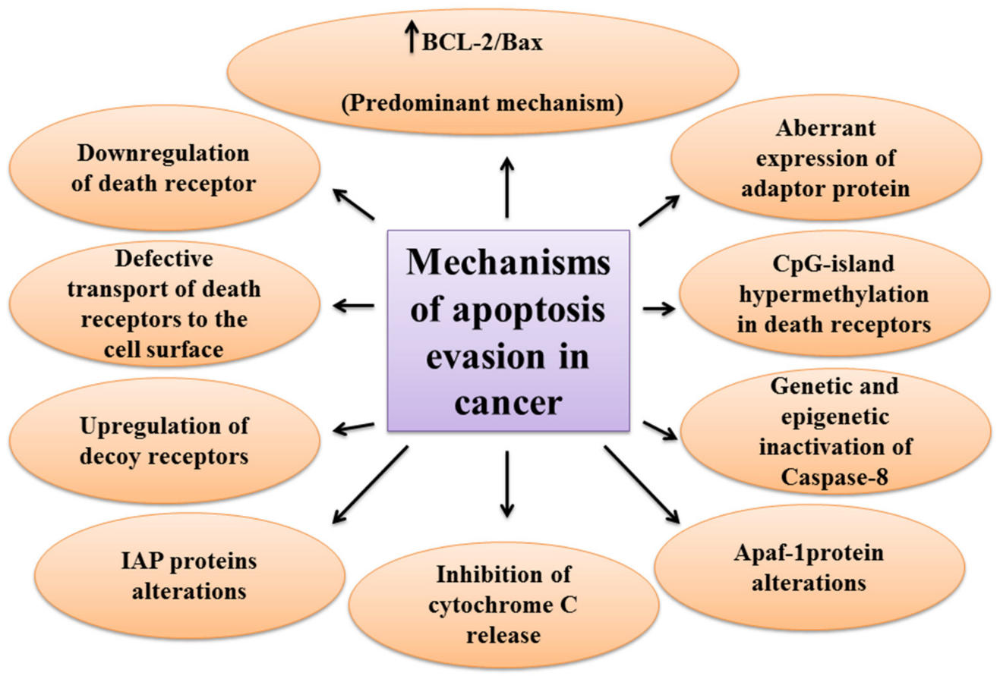 ↑BCL-2/Bax
(Predominant mechanism)
Downregulation
of death receptor
Aberrant
expression of
adaptor protein
Defective
transport of death
receptors to the
cell surface
Mechanisms
of apoptosis
evasion in
cancer
CpG-island
hypermethylation
in death receptors
Upregulation of
decoy receptors
Genetic and
epigenetic
inactivation of
Caspase-8
IAP proteins
alterations
Inhibition of
cytochrome C
release
Apaf-1protein
alterations